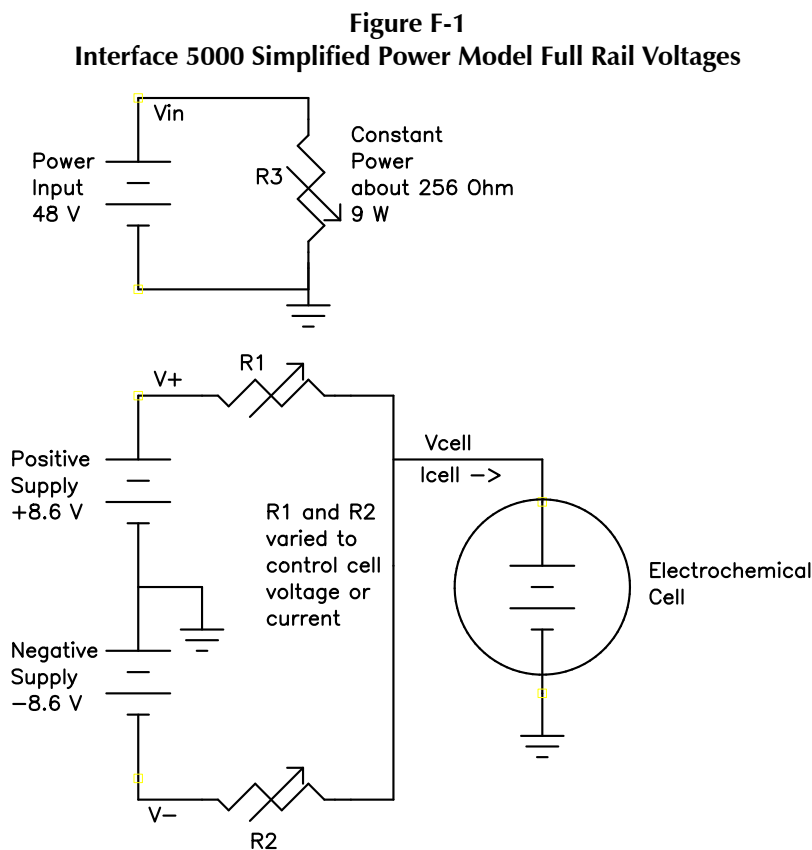 Figure F-1
Interface 5000 Simplified Power Model Full Rail Voltages
Vin
Power
Input
48 V
R3
Constant
Power
about 256 Ohm
9 W
R1
V+
Positive
Supply
+8.6 V
Vcell
Icell ->
R1 and R2
varied to
control cell
voltage or
current
Electrochemical
Cell
Negative
Supply
-8.6 V
V-
R2